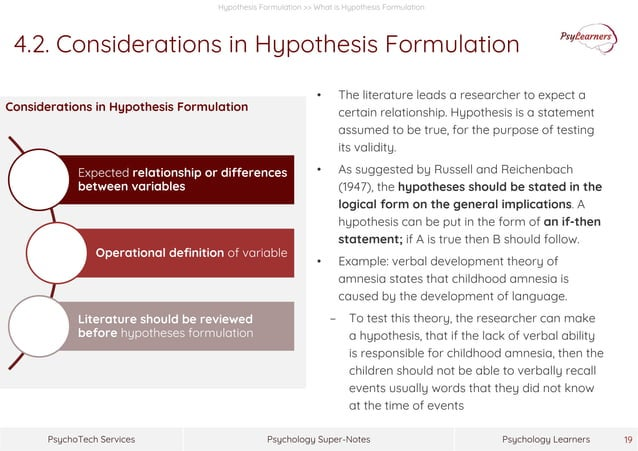 Hypothesis Formulation >> What is Hypothesis Formulation
4.2. Considerations in Hypothesis Formulation
PsyLearners
Considerations in Hypothesis Formulation
Expected relationship or differences
between variables
Operational definition of variable
Literature should be reviewed
before hypotheses formulation
• The literature leads a researcher to expect a
certain relationship. Hypothesis is a statement
assumed to be true, for the purpose of testing
its validity.
• As suggested by Russell and Reichenbach
(1947), the hypotheses should be stated in the
logical form on the general implications. A
hypothesis can be put in the form of an if-then
statement; if A is true then B should follow.
• Example: verbal development theory of
amnesia states that childhood amnesia is
caused by the development of language.
– To test this theory, the researcher can make
a hypothesis, that if the lack of verbal ability
is responsible for childhood amnesia, then the
children should not be able to verbally recall
events usually words that they did not know
at the time of events
PsychoTech Services
Psychology Super-Notes
Psychology Learners
19